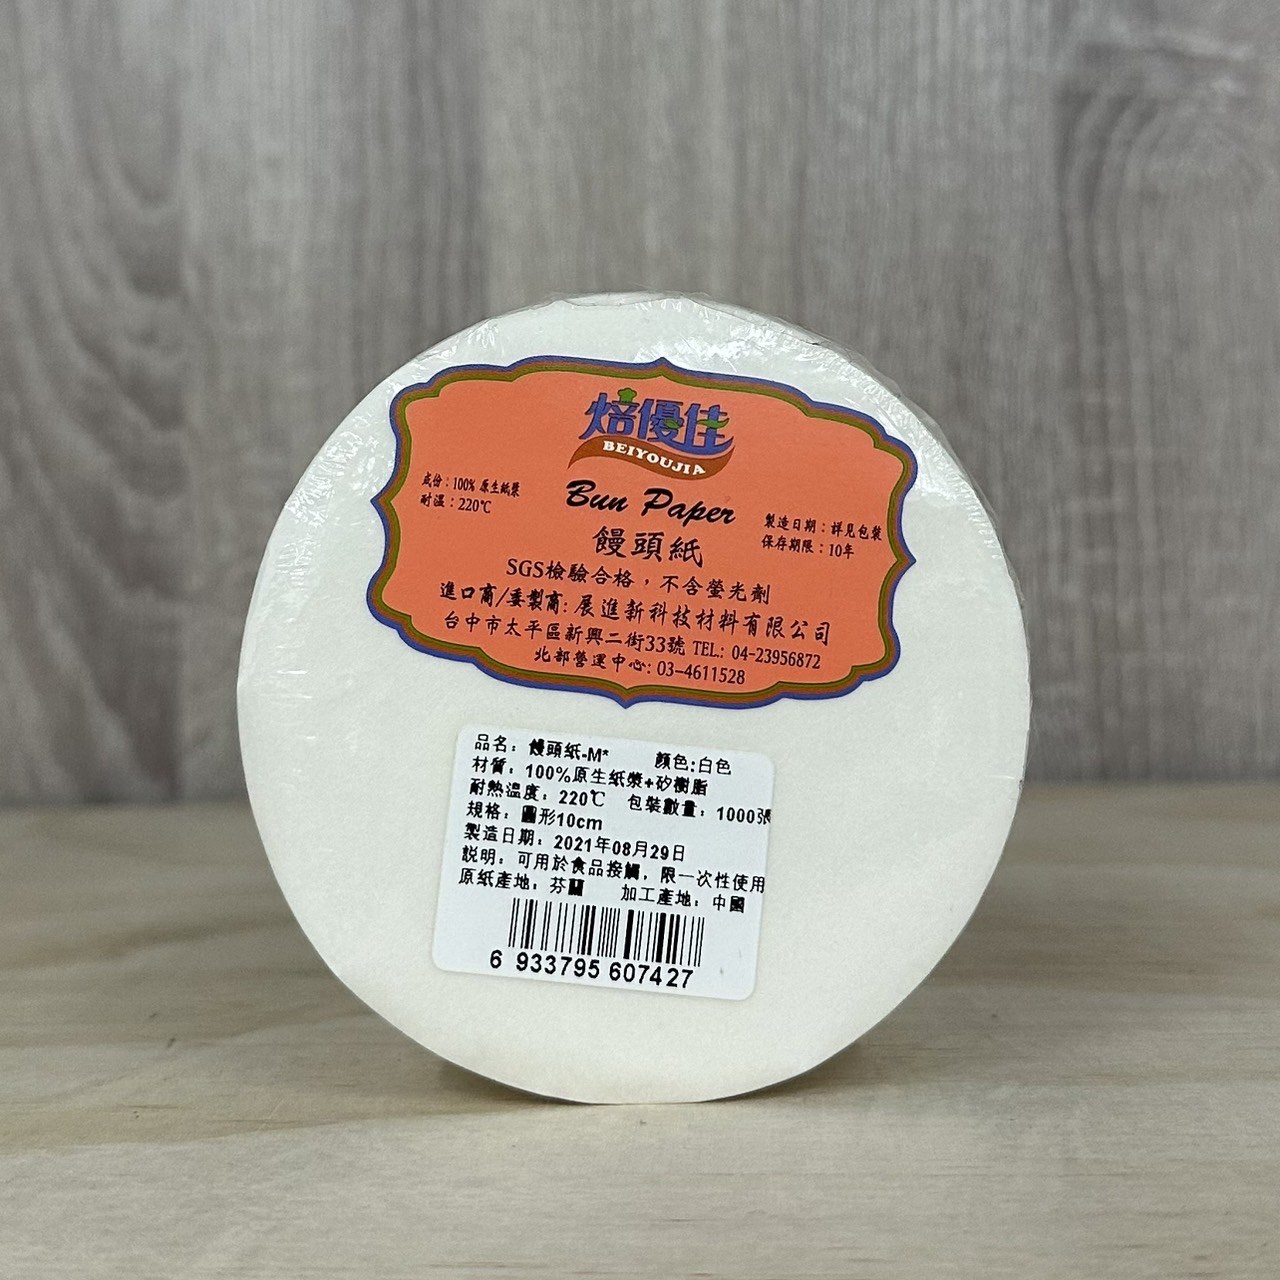 焙優佳
BEIYOUJIA
Bun Paper
饅頭紙
成份：100% 原生紙漿
耐溫：220℃
製造日期：詳見包裝
保存期限：10年
SGS檢驗合格，不含螢光劑
進口商/委製商：展進新科技材料有限公司
台中市太平區新興二街33號 TEL: 04-23956872
北部營運中心: 03-4611528
品名：饅頭紙-M* 顏色:白色
材質：100%原生紙漿+矽樹脂
耐熱溫度：220℃ 包裝數量：1000張
規格：圓形10cm
製造日期：2021年08月29日
説明：可用於食品接觸，限一次性使用
原紙產地：芬蘭 加工產地：中國
6 933795 607427